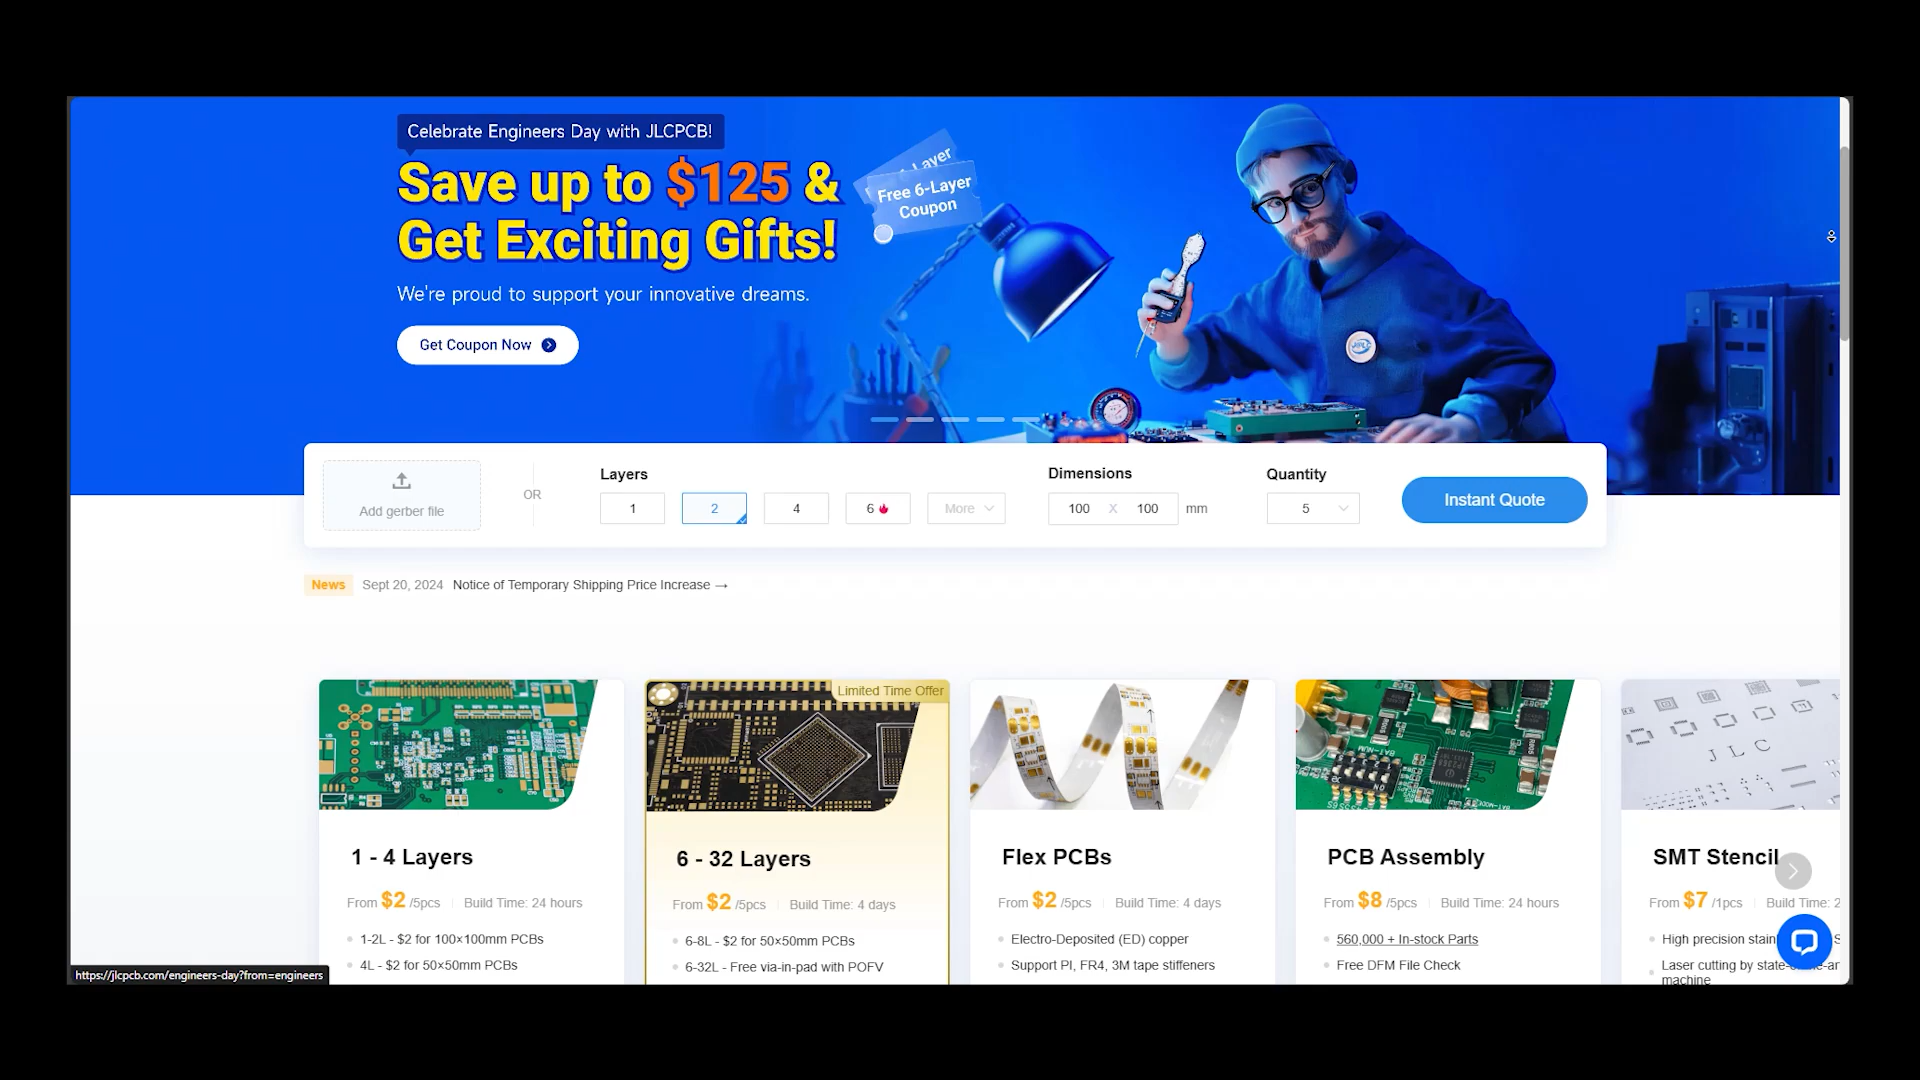 Celebrate Engineers Day with JLCPCB!
Save up to $125 &
Get Exciting Gifts!
We're proud to support your innovative dreams.
Get Coupon Now
Layer
Free 6-Layer
Coupon
Add gerber file
OR
Layers
1
2
4
6
More
Dimensions
100 X 100 mm
Quantity
5
Instant Quote
News Sept 20, 2024 Notice of Temporary Shipping Price Increase →
Limited Time Offer
J L C
1 - 4 Layers
From $2 /5pcs Build Time: 24 hours
1-2L - $2 for 100×100mm PCBs
4L - $2 for 50×50mm PCBs
6 - 32 Layers
From $2 /5pcs Build Time: 4 days
6-8L - $2 for 50×50mm PCBs
6-32L - Free via-in-pad with POFV
Flex PCBs
From $2 /5pcs Build Time: 4 days
Electro-Deposited (ED) copper
Support PI, FR4, 3M tape stiffeners
PCB Assembly
From $8 /5pcs Build Time: 24 hours
560,000 + In-stock Parts
Free DFM File Check
SMT Stencil
From $7 /1pcs Build Time: 2
High precision stain
Laser cutting by
machine
https://jlcpcb.com/engineers-day?from=engineers